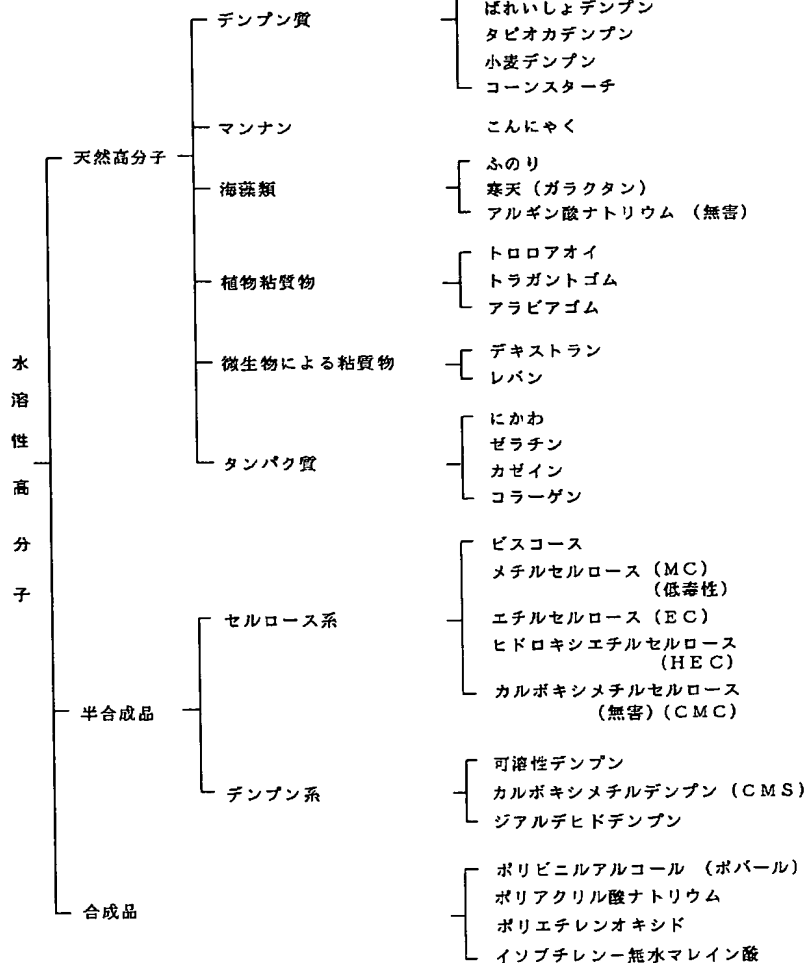 デンプン質
ばれいしょデンプン
タピオカデンプン
小麦デンプン
コーンスターチ
マンナン
こんにゃく
天然高分子
海藻類
ふのり
寒天（ガラクタン）
アルギン酸ナトリウム（無害）
植物粘質物
トロロアオイ
トラガントゴム
アラビアゴム
微生物による粘質物
デキストラン
レバン
タンパク質
にかわ
ゼラチン
カゼイン
コラーゲン
水溶性高分子
半合成品
セルロース系
ビスコース
メチルセルロース（MC）
（低毒性）
エチルセルロース（EC）
ヒドロキシエチルセルロース
（HEC）
カルボキシメチルセルロース
（無害）（CMC）
デンプン系
可溶性デンプン
カルボキシメチルデンプン（CMS）
ジアルデヒドデンプン
合成品
ポリビニルアルコール（ポバール）
ポリアクリル酸ナトリウム
ポリエチレンオキシド
イソブチレン－無水マレイン酸